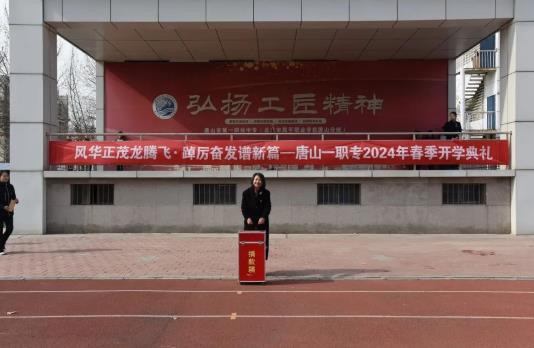 弘扬工匠精神
风华正茂龙腾飞·踔厉奋发谱新篇—唐山一职专2024年春季开学典礼
捐款箱